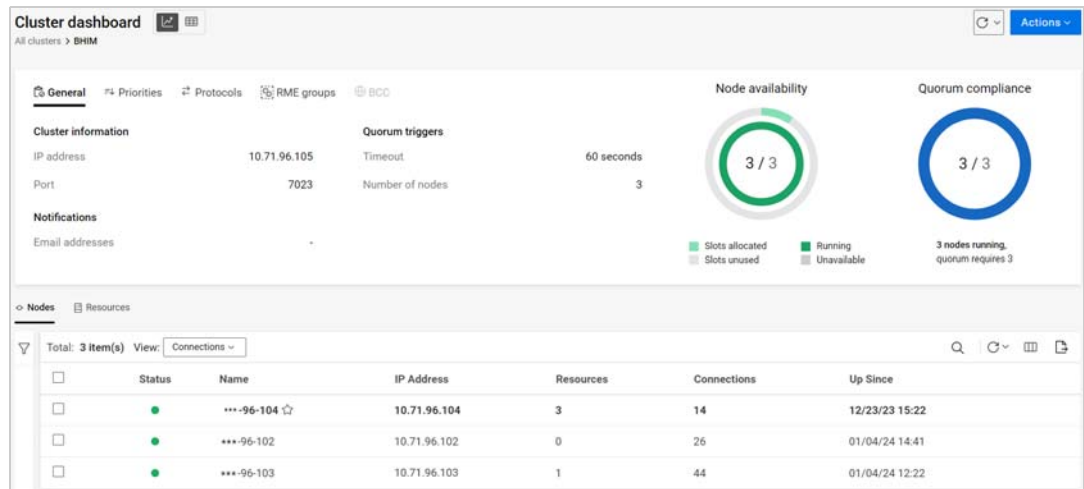 Cluster dashboard
Actions
All clusters > BHIM
General Priorities Protocols RME groups BCC
Node availability
Quorum compliance
Cluster information
Quorum triggers
IP address 10.71.96.105
Timeout 60 seconds
Port 7023
Number of nodes 3
3 / 3
3 / 3
Notifications
Email addresses -
Slots allocated Running
Slots unused Unavailable
3 nodes running,
quorum requires 3
Nodes Resources
Total: 3 item(s) View: Connections
Status Name IP Address Resources Connections Up Since
***-96-104 10.71.96.104 3 14 12/23/23 15:22
***-96-102 10.71.96.102 0 26 01/04/24 14:41
***-96-103 10.71.96.103 1 44 01/04/24 12:22